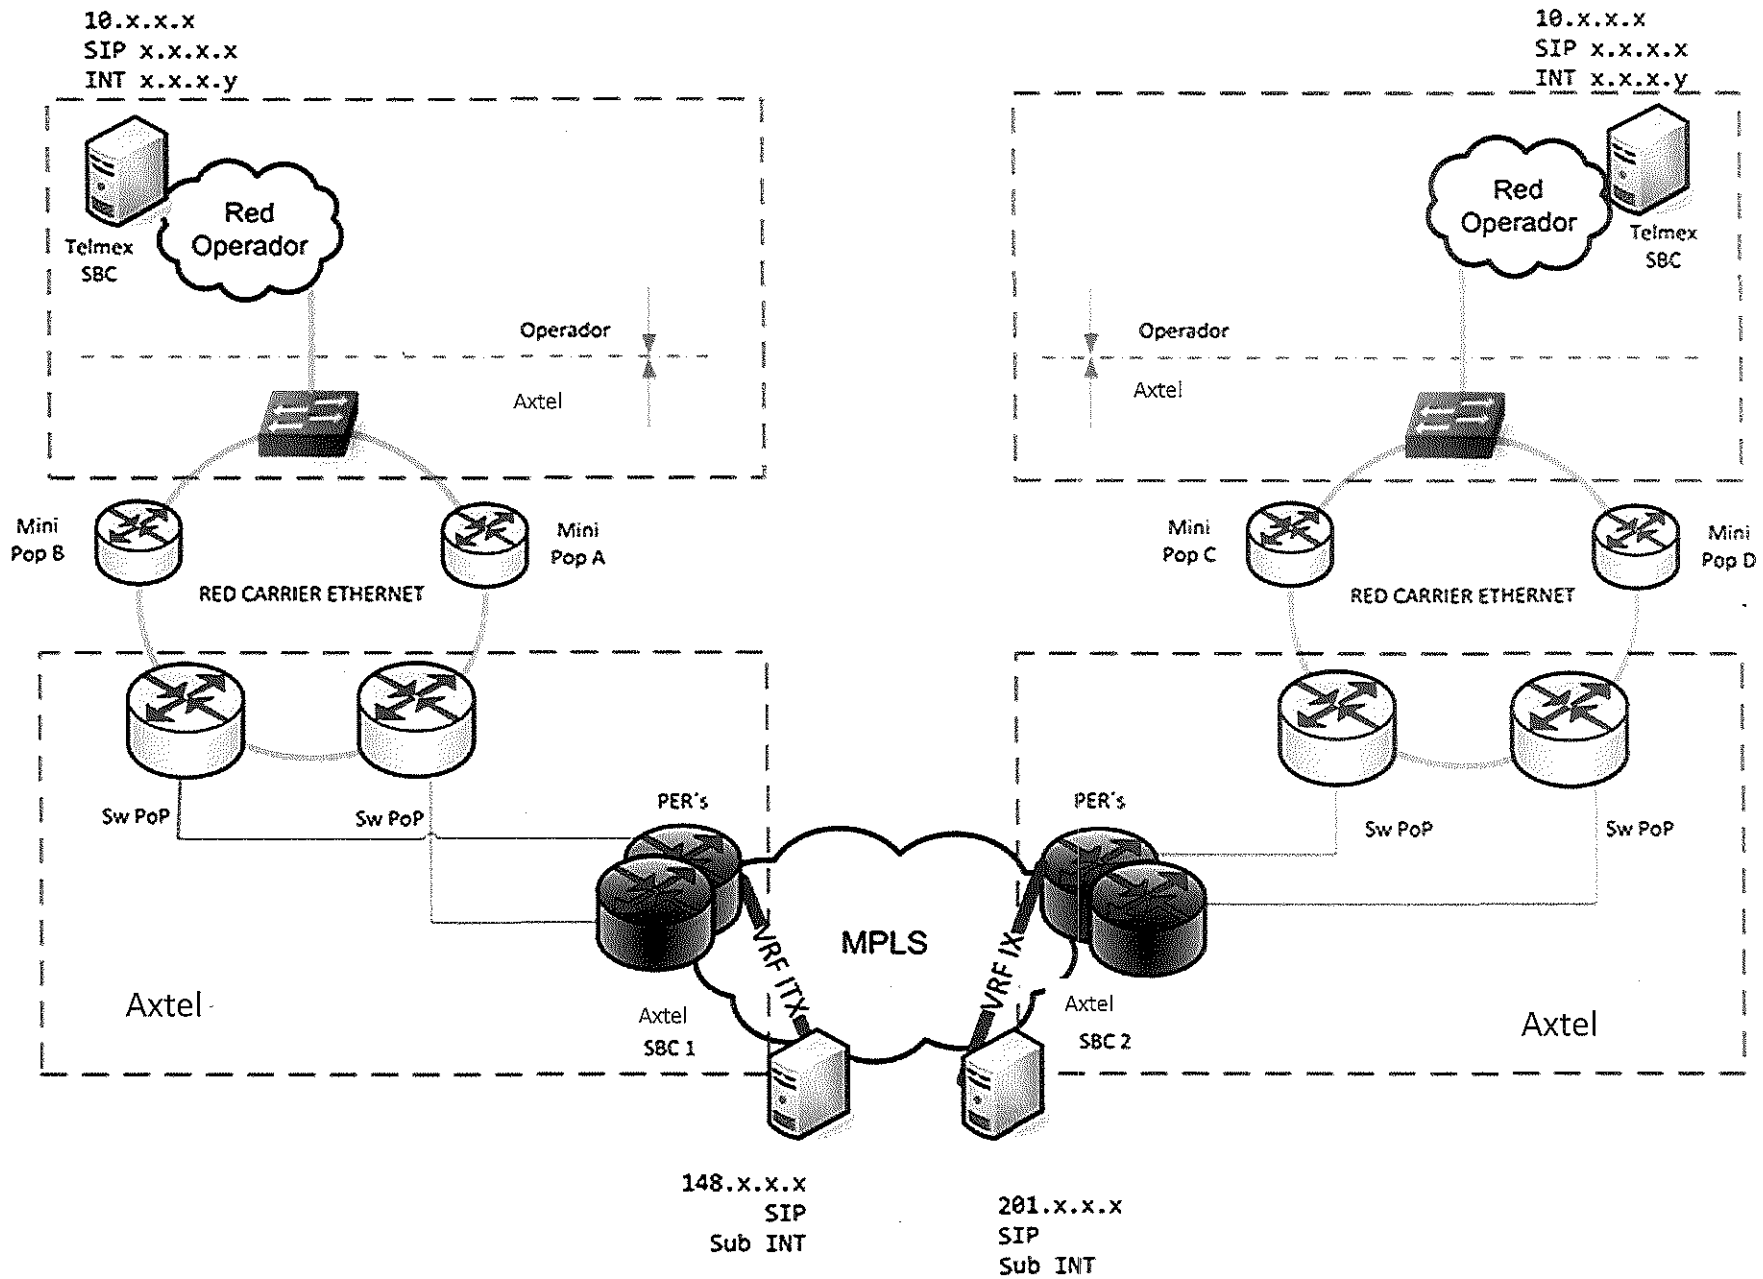 10.x.x.x
SIP x.x.x.x
INT x.x.x.y
10.x.x.x
SIP x.x.x.x
INT x.x.x.y
Telmex
SBC
Red
Operador
Red
Operador
Telmex
SBC
Operador
Axtel
Operador
Axtel
Mini
Pop B
Mini
Pop A
RED CARRIER ETHERNET
Mini
Pop C
Mini
Pop D
RED CARRIER ETHERNET
Sw PoP
Sw PoP
PER´s
PER´s
Sw PoP
Sw PoP
MPLS
VRF ITX
VRF IX
Axtel
Axtel
SBC 1
Axtel
SBC 2
Axtel
148.x.x.x
SIP
Sub INT
201.x.x.x
SIP
Sub INT